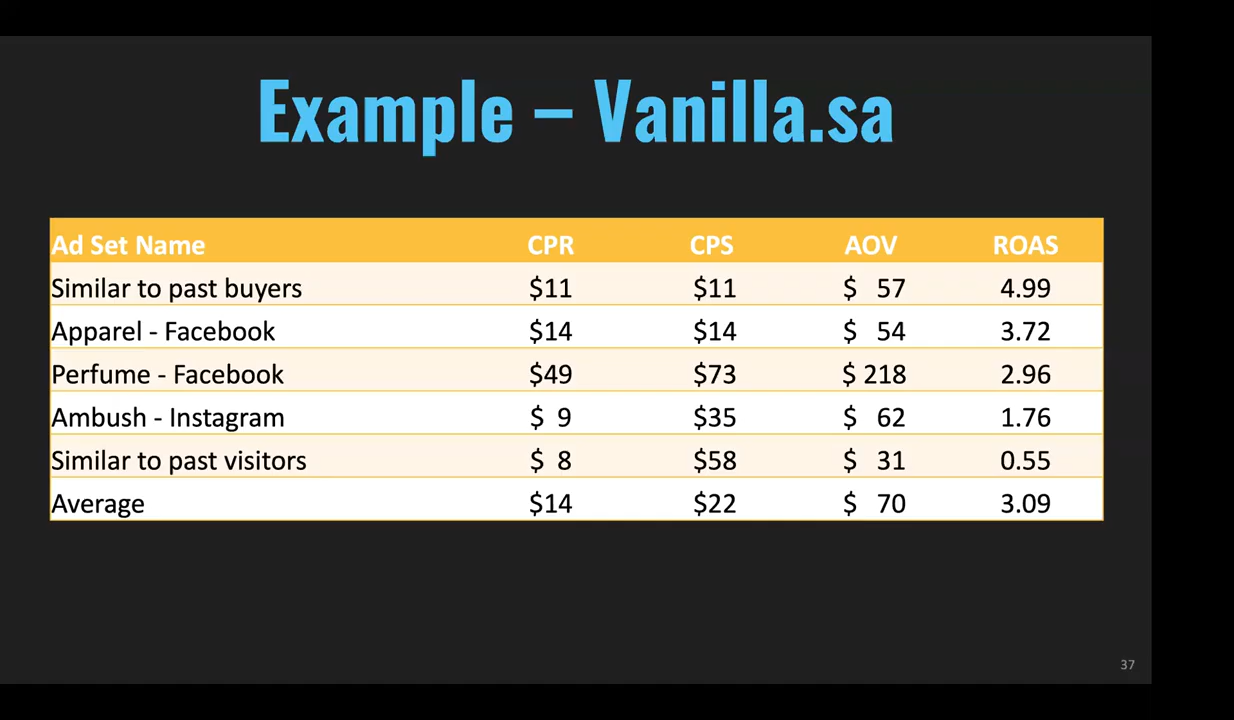 Example – Vanilla.sa
Ad Set Name CPR CPS AOV ROAS
Similar to past buyers $11 $11 $ 57 4.99
Apparel - Facebook $14 $14 $ 54 3.72
Perfume - Facebook $49 $73 $ 218 2.96
Ambush - Instagram $ 9 $35 $ 62 1.76
Similar to past visitors $ 8 $58 $ 31 0.55
Average $14 $22 $ 70 3.09
37